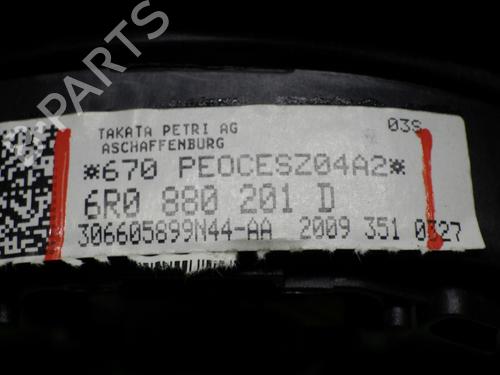 TAKATA PETRI AG 03S
ASCHAFFENBURG
*670 PEOCESZ04A2*
6R0 880 201 D
306605899N44-AA 2009 351 0327
B-PARTS